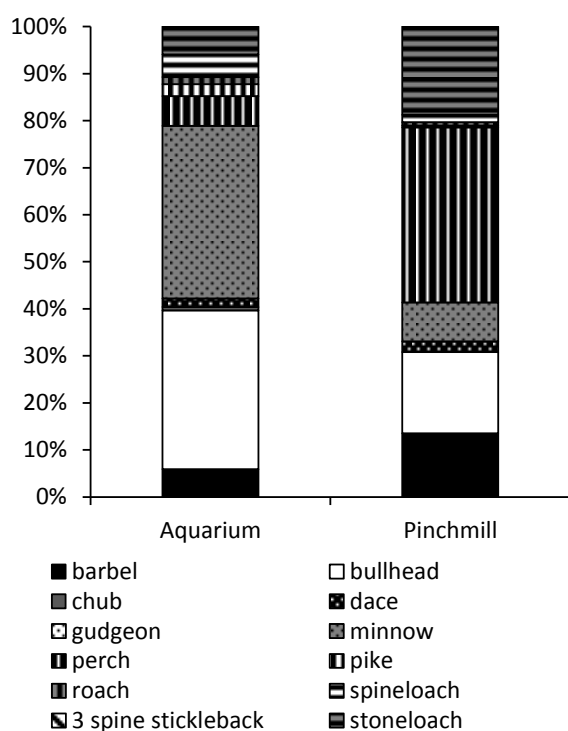 100%
90%
80%
70%
60%
50%
40%
30%
20%
10%
0%
Aquarium Pinchmill
barbel bullhead
chub dace
gudgeon minnow
perch pike
roach spineloach
3 spine stickleback stoneloach